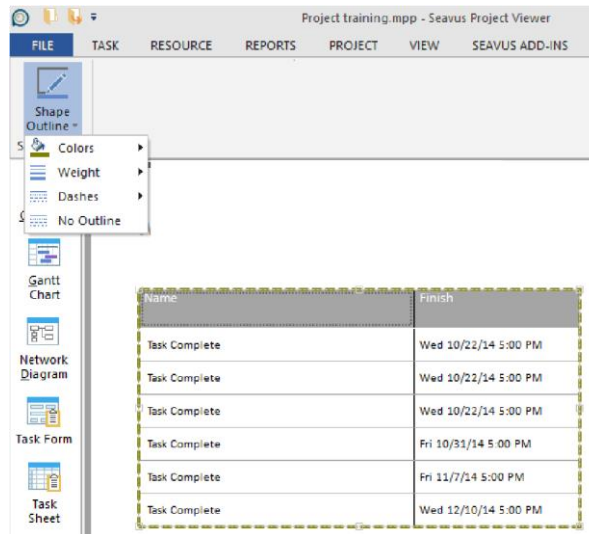 Project training.mpp - Seavus Project Viewer
FILE TASK RESOURCE REPORTS PROJECT VIEW SEAVUS ADD-INS
Shape
Outline
S
Colors
Weight
Dashes
No Outline
Gantt
Chart
Network
Diagram
Task Form
Task
Sheet
Name Finish
Task Complete Wed 10/22/14 5:00 PM
Task Complete Wed 10/22/14 5:00 PM
Task Complete Wed 10/22/14 5:00 PM
Task Complete Fri 10/31/14 5:00 PM
Task Complete Fri 11/7/14 5:00 PM
Task Complete Wed 12/10/14 5:00 PM